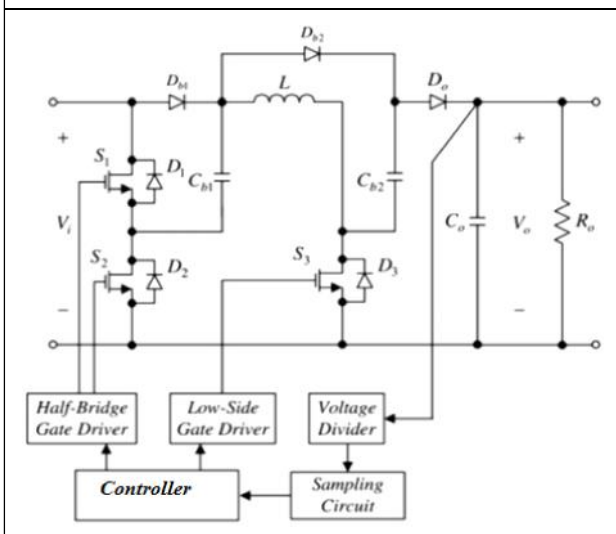 D_b2
D_b1
L
D_o
+
S_1
D_1
C_b1
C_b2
+
V_i
C_o
V_o
R_o
S_2
D_2
S_3
D_3
−
−
Half-Bridge
Gate Driver
Low-Side
Gate Driver
Voltage
Divider
Controller
Sampling
Circuit